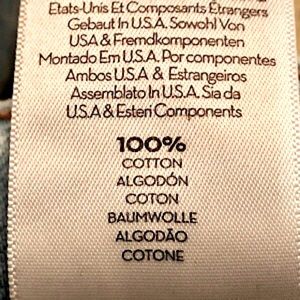 Etats-Unis Et Composants Étrangers
Gebaut In U.S.A. Sowohl Von
USA & Fremdkomponenten
Montado Em U.S.A. Por componentes
Ambos U.S.A & Estrangeiros
Assemblato In U.S.A. Sia da
U.S.A & Esteri Components
100%
COTTON
ALGODÓN
COTON
BAUMWOLLE
ALGODÃO
COTONE